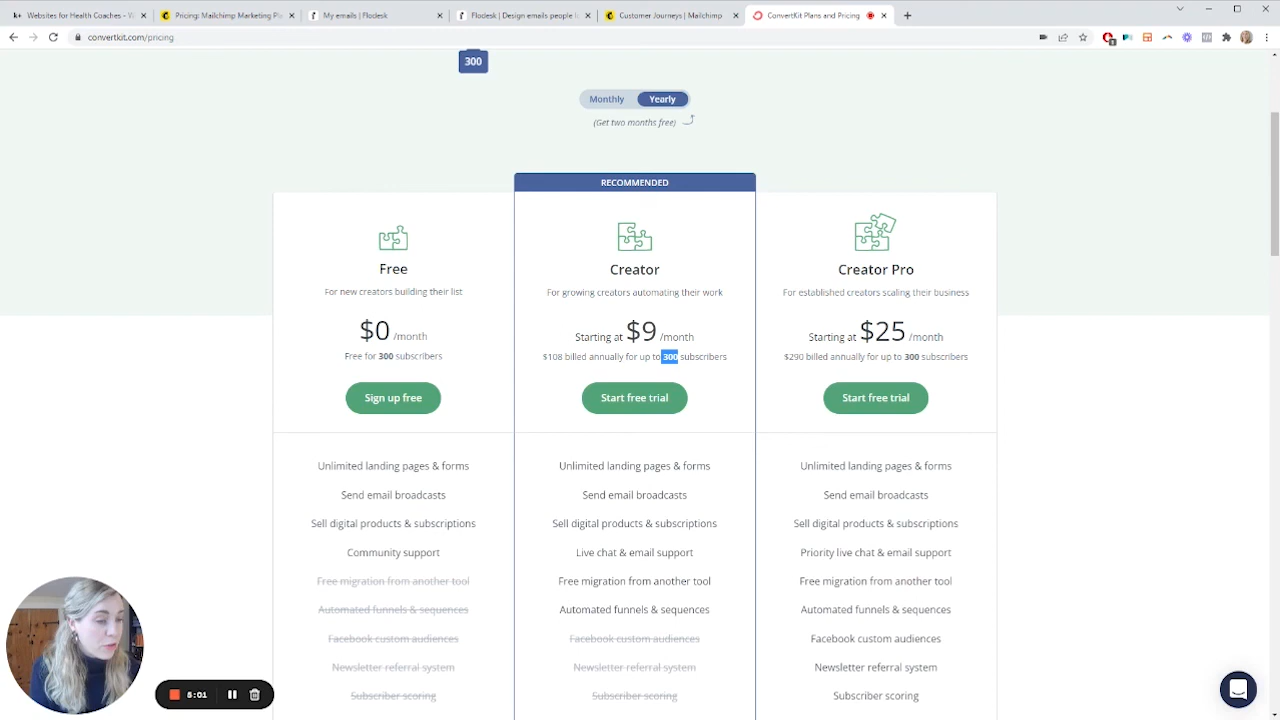 k+ Websites for Health Coaches - V
Pricing: Mailchimp Marketing Pl
My emails | Flodesk
Flodesk | Design emails people l
Customer Journeys | Mailchimp
ConvertKit Plans and Pricing
convertkit.com/pricing
300
Monthly Yearly
(Get two months free)
RECOMMENDED
Free
For new creators building their list
$0 /month
Free for 300 subscribers
Sign up free
Unlimited landing pages & forms
Send email broadcasts
Sell digital products & subscriptions
Community support
Free migration from another tool
Automated funnels & sequences
Facebook custom audiences
Newsletter referral system
Subscriber scoring
Creator
For growing creators automating their work
Starting at $9 /month
$108 billed annually for up to 300 subscribers
Start free trial
Unlimited landing pages & forms
Send email broadcasts
Sell digital products & subscriptions
Live chat & email support
Free migration from another tool
Automated funnels & sequences
Facebook custom audiences
Newsletter referral system
Subscriber scoring
Creator Pro
For established creators scaling their business
Starting at $25 /month
$290 billed annually for up to 300 subscribers
Start free trial
Unlimited landing pages & forms
Send email broadcasts
Sell digital products & subscriptions
Priority live chat & email support
Free migration from another tool
Automated funnels & sequences
Facebook custom audiences
Newsletter referral system
Subscriber scoring